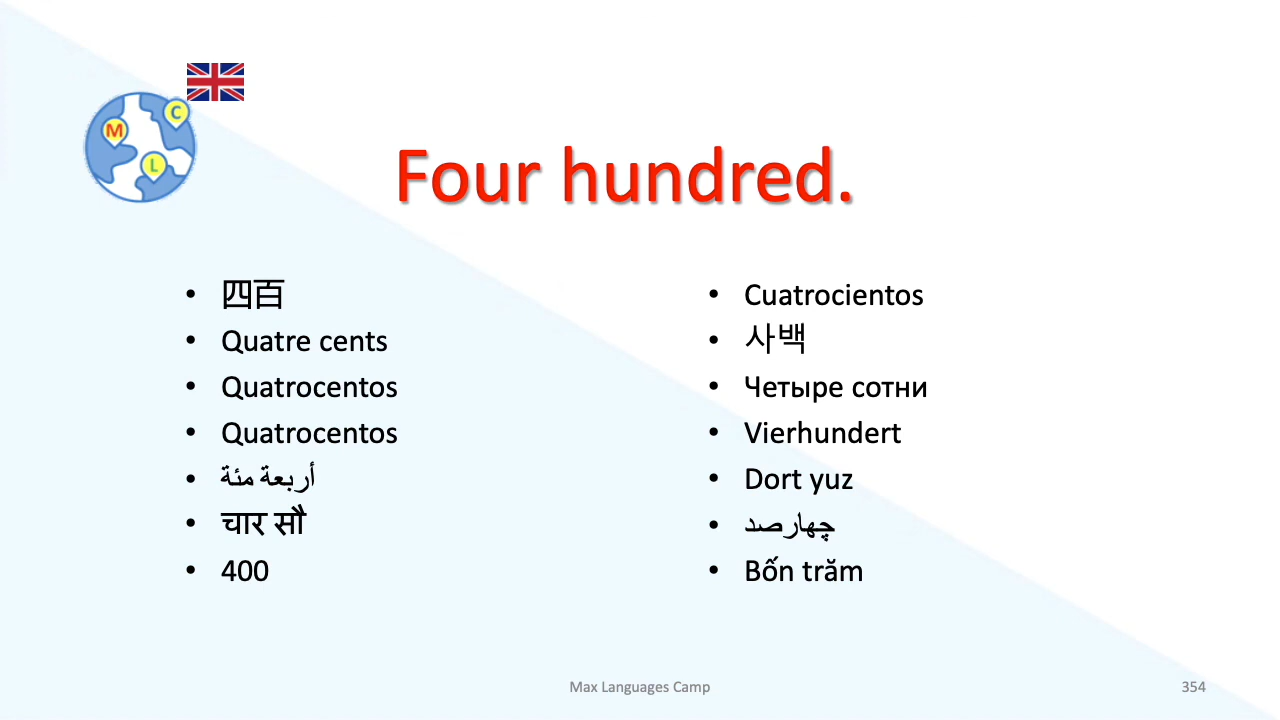 M
C
L
Four hundred.
四百
Quatre cents
Quatrocentos
Quatrocentos
أربعة مئة
चार सौ
400
Cuatrocientos
사백
Четыре сотни
Vierhundert
Dort yuz
چهارصد
Bốn trăm
Max Languages Camp
354